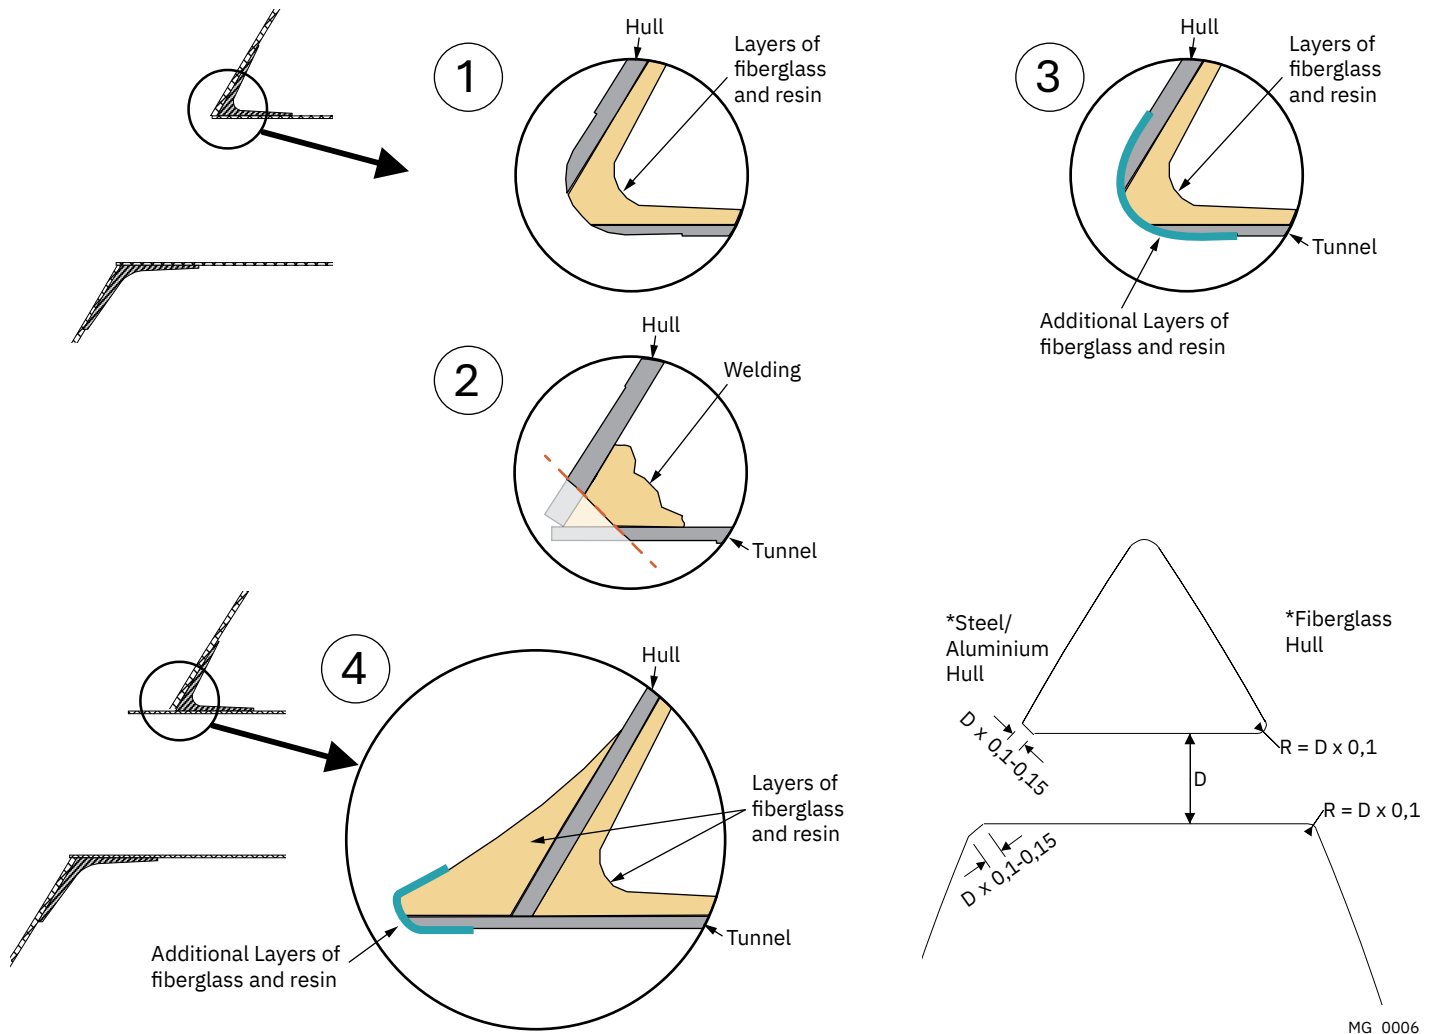 1
Hull
Layers of
fiberglass
and resin
3
Hull
Layers of
fiberglass
and resin
Tunnel
Additional Layers of
fiberglass and resin
2
Hull
Welding
Tunnel
4
Hull
Layers of
fiberglass
and resin
Tunnel
Additional Layers of
fiberglass and resin
*Steel/
Aluminium
Hull
*Fiberglass
Hull
D x 0,1-0,15
R = D x 0,1
D
R = D x 0,1
D x 0,1-0,15
MG_0006